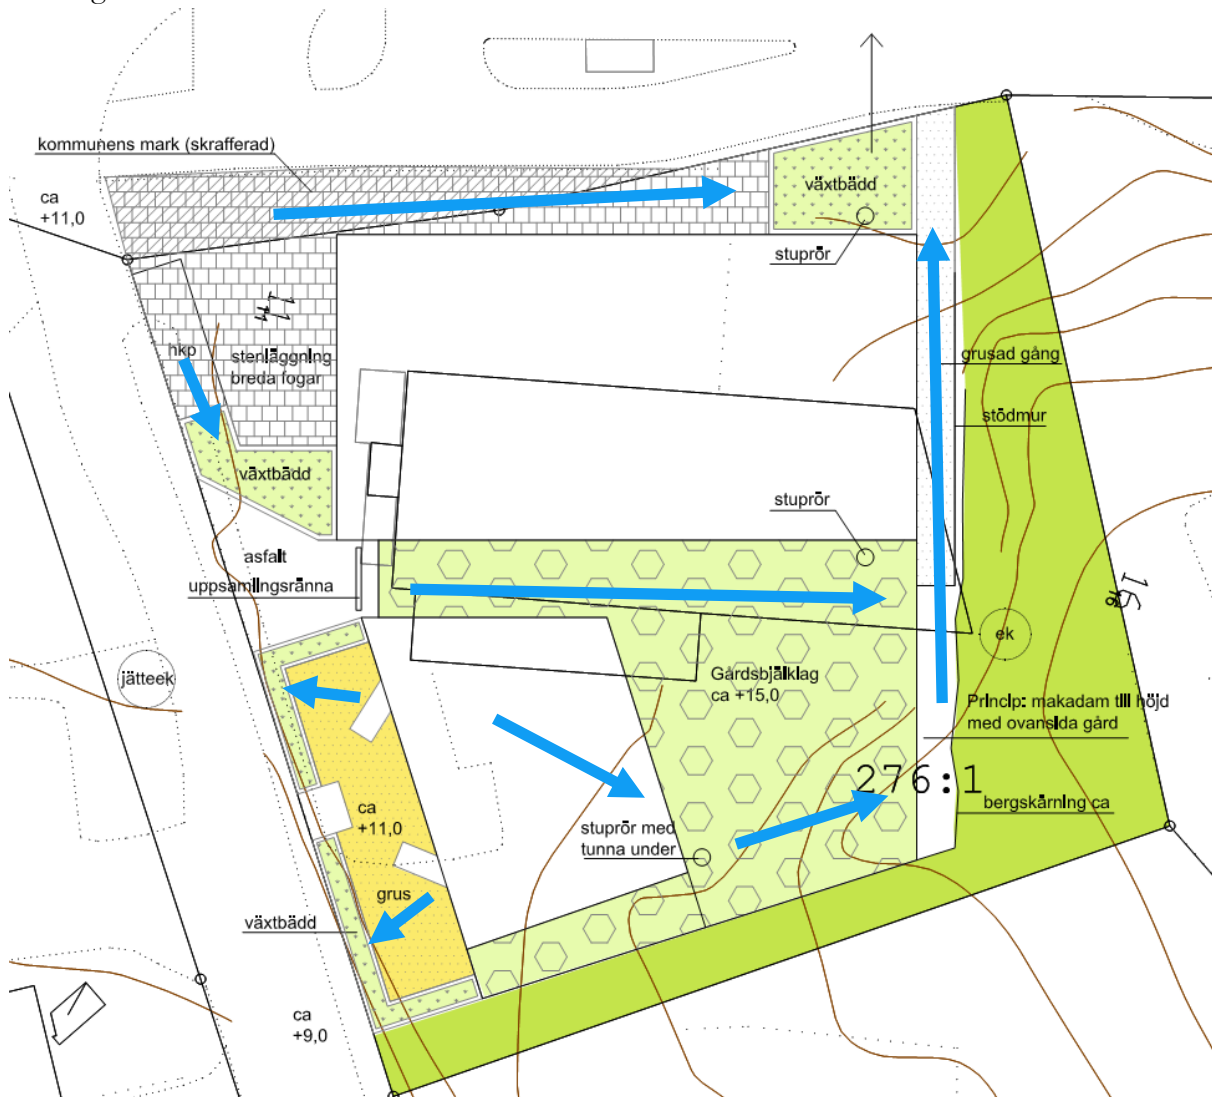 kommunens mark (skrafferad)
ca
+11,0
växtbädd
stuprör
hkp
stenläggning
breda fogar
grusad gång
stödmur
växtbädd
stuprör
asfalt
uppsamlingsränna
16
ek
jätteek
Gårdsbjälklag
ca +15,0
Princip: makadam till höjd
med ovansida gård
276:1
bergskärning ca
ca
+11,0
stuprör med
tunna under
grus
växtbädd
ca
+9,0